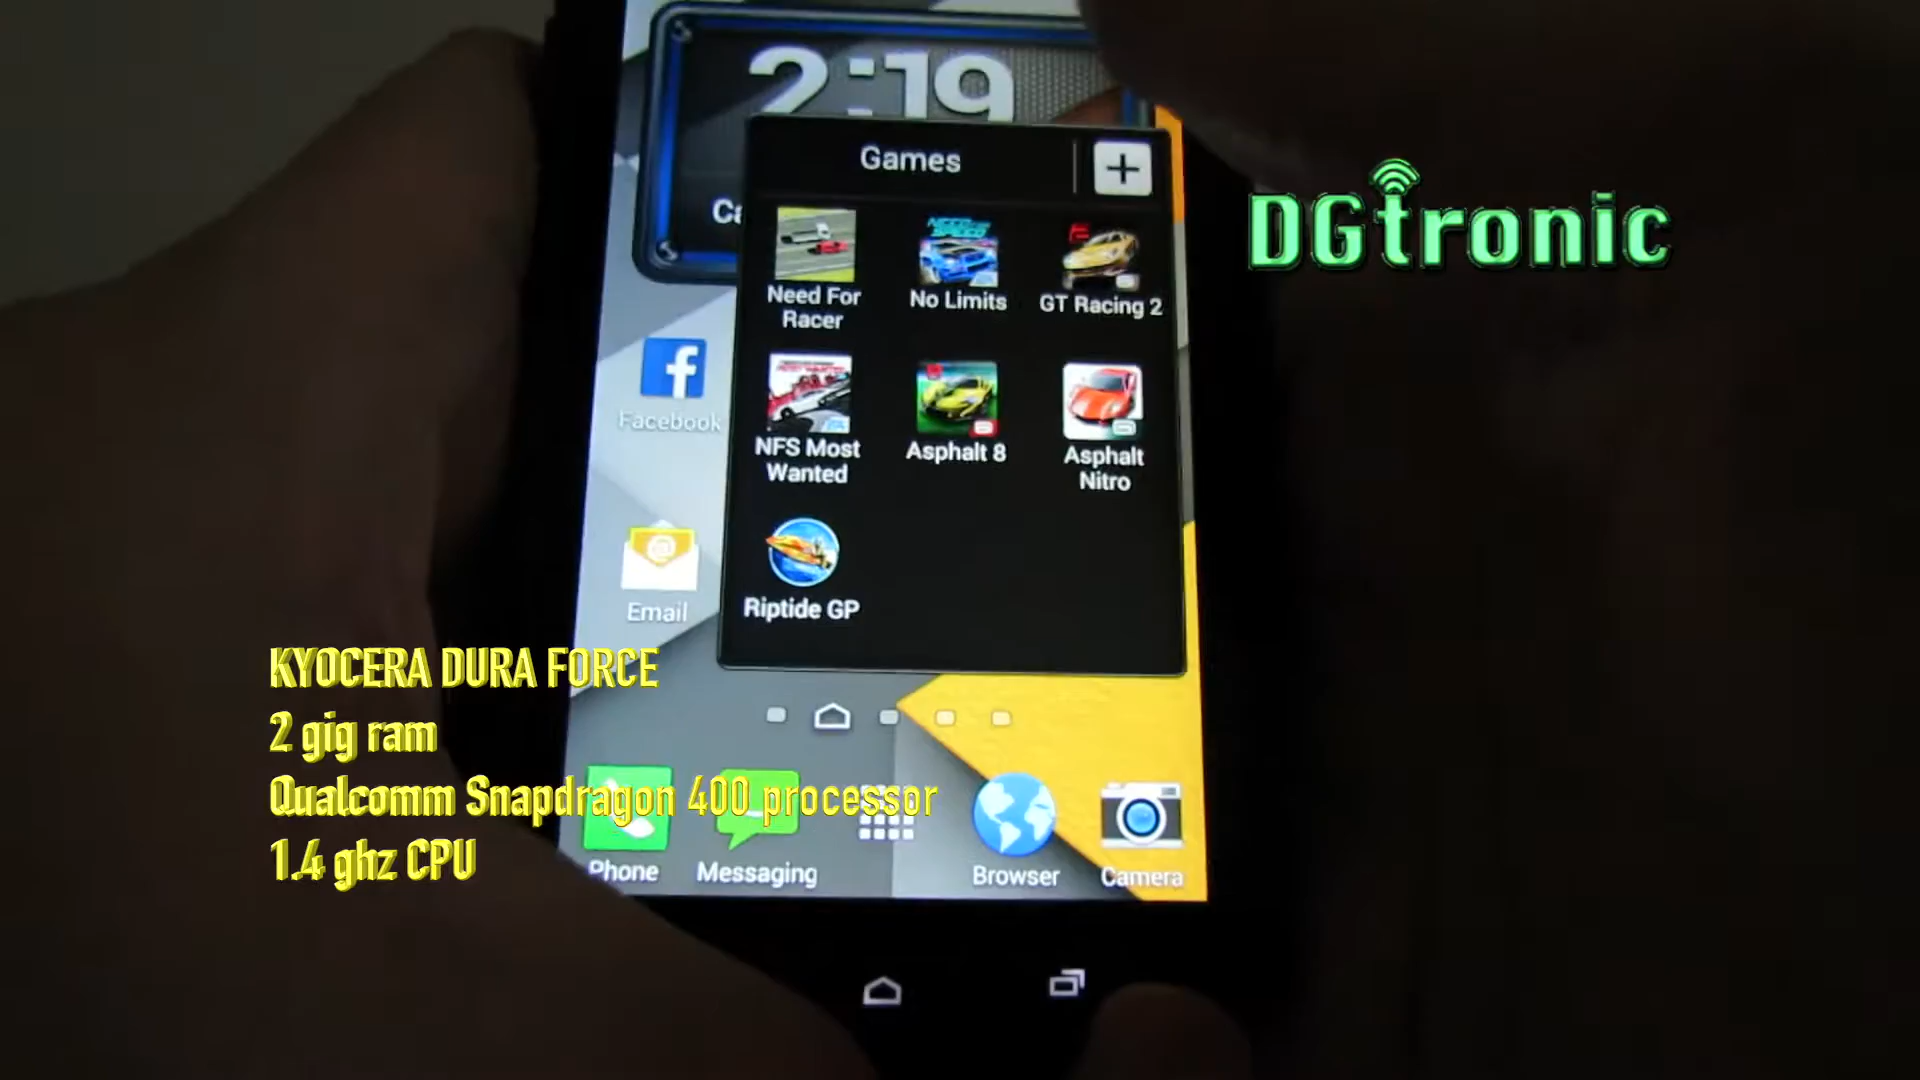 2:19
Games
Ca
Need For
Racer
No Limits
GT Racing 2
Facebook
NFS Most
Wanted
Asphalt 8
Asphalt
Nitro
Email
Riptide GP
Phone
Messaging
Browser
Camera
DGtronic
KYOCERA DURA FORCE
2 gig ram
Qualcomm Snapdragon 400 processor
1.4 ghz CPU